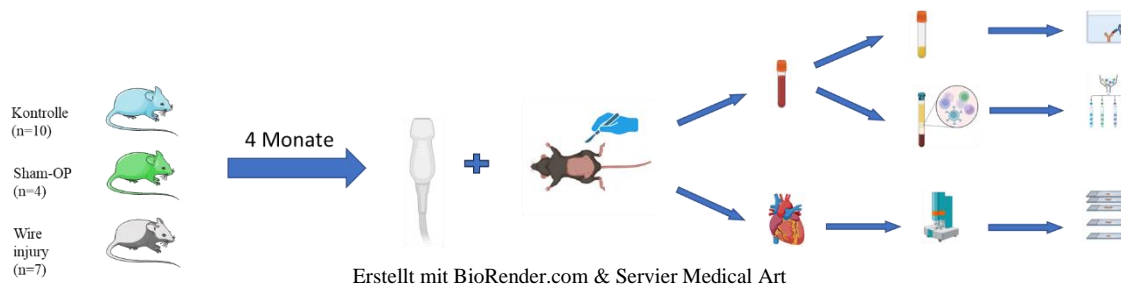 Kontrolle
(n=10)
4 Monate
Sham-OP
(n=4)
Wire
injury
(n=7)
Erstellt mit BioRender.com & Servier Medical Art